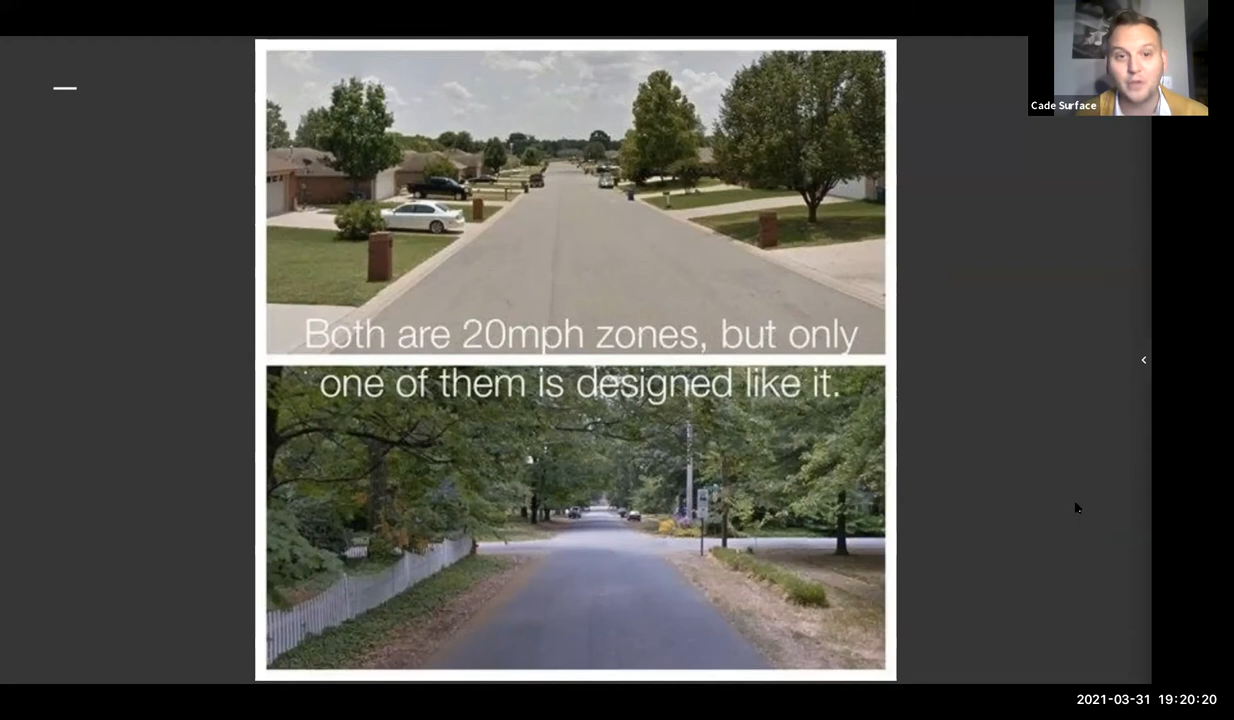 Cade Surface
Both are 20mph zones, but only
one of them is designed like it.
2021-03-31 19:20:20